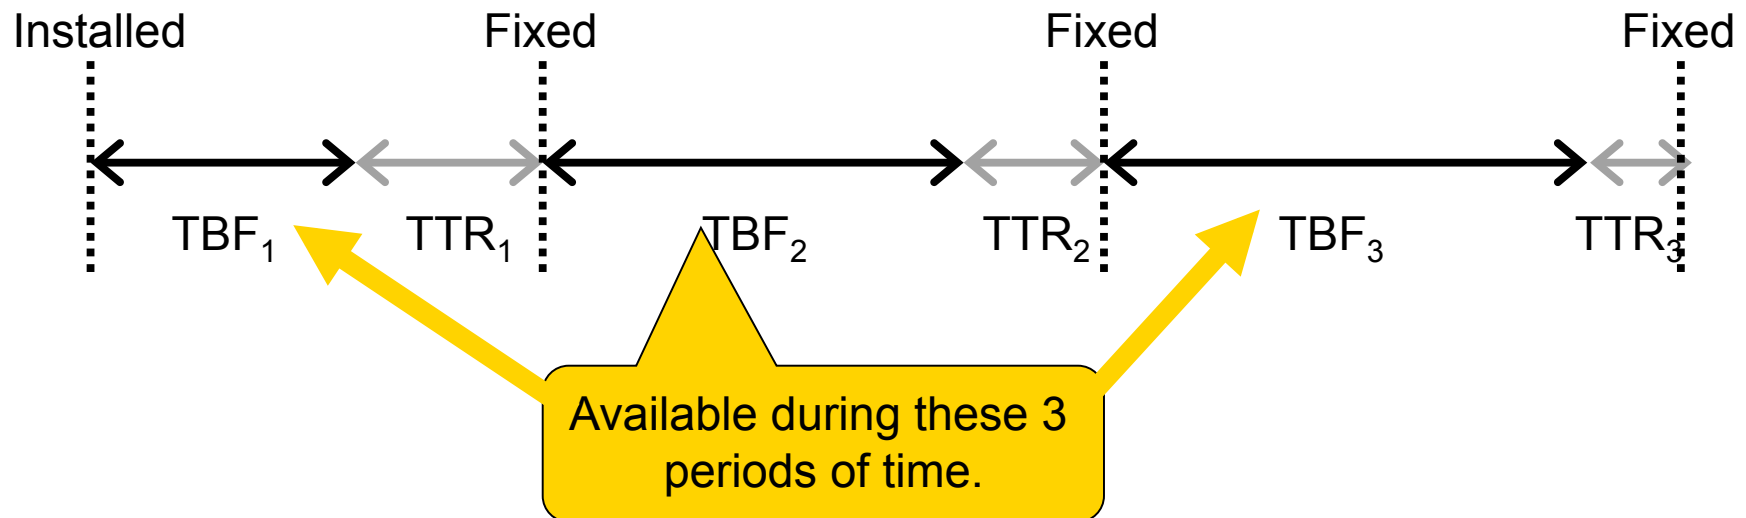 Installed Fixed Fixed Fixed
TBF₁ TTR₁ TBF₂ TTR₂ TBF₃ TTR₃
Available during these 3
periods of time.